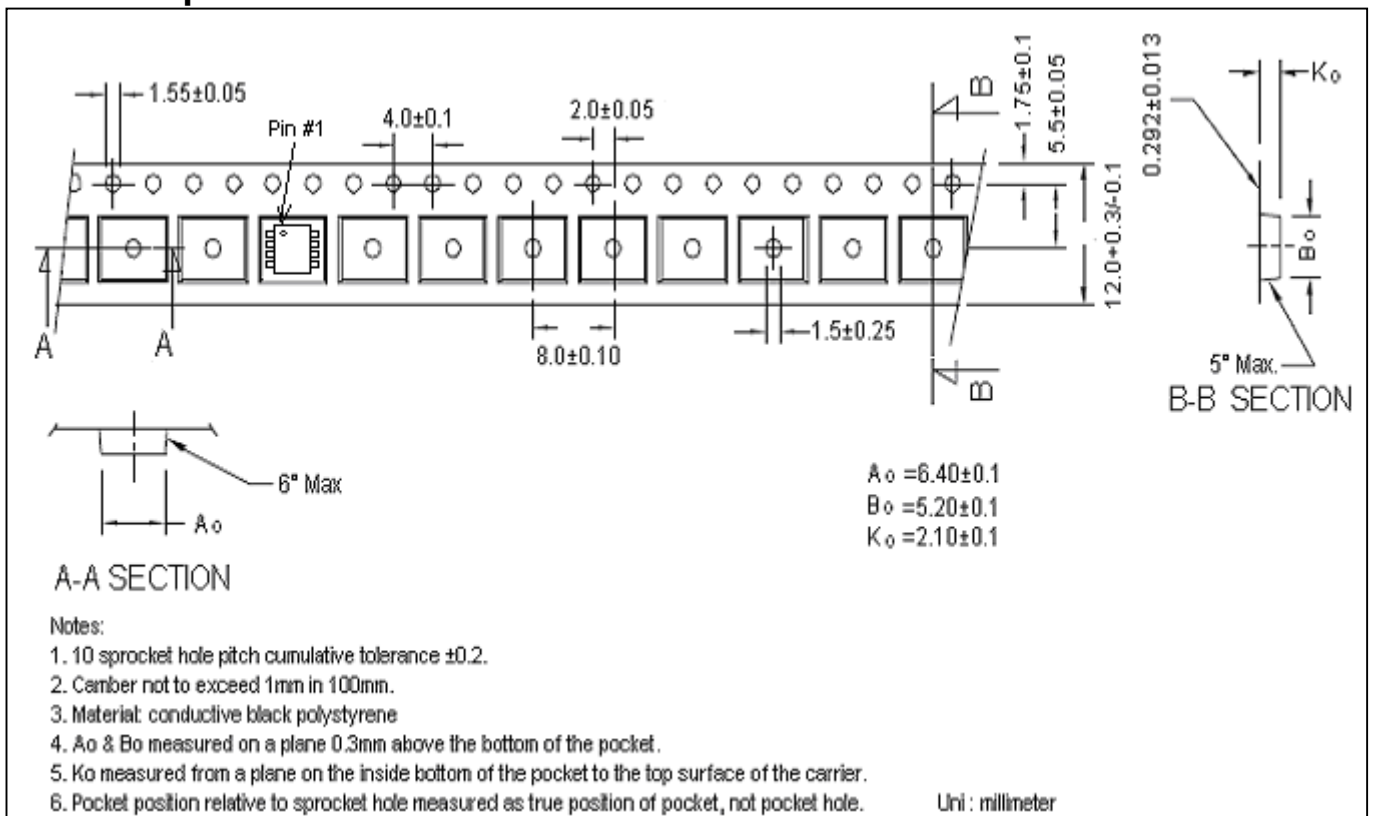 1.55±0.05
Pin #1
4.0±0.1
2.0±0.05
B
1.75±0.1
5.5±0.05
0.292±0.013
Ko
12.0+0.3/-0.1
Bo
A
A
8.0±0.10
1.5±0.25
B
5° Max.
B-B SECTION
6° Max
Ao
Ao =6.40±0.1
Bo =5.20±0.1
Ko =2.10±0.1
A-A SECTION
Notes:
1. 10 sprocket hole pitch cumulative tolerance ±0.2.
2. Camber not to exceed 1mm in 100mm.
3. Material: conductive black polystyrene
4. Ao & Bo measured on a plane 0.3mm above the bottom of the pocket.
5. Ko measured from a plane on the inside bottom of the pocket to the top surface of the carrier.
6. Pocket position relative to sprocket hole measured as true position of pocket, not pocket hole. Uni : millimeter